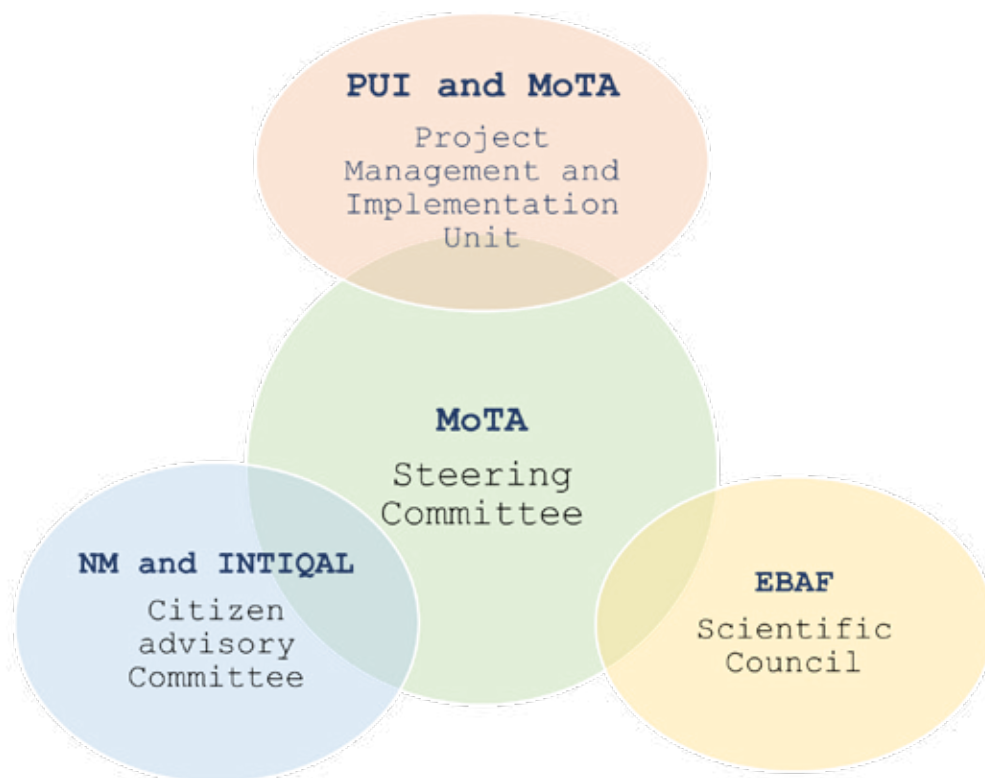 PUI and MoTA
Project
Management and
Implementation
Unit
MoTA
Steering
Committee
NM and INTIQAL
Citizen
advisory
Committee
EBAF
Scientific
Council